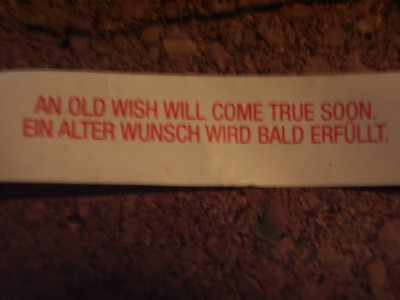 AN OLD WISH WILL COME TRUE SOON.
EIN ALTER WUNSCH WIRD BALD ERFÜLLT.